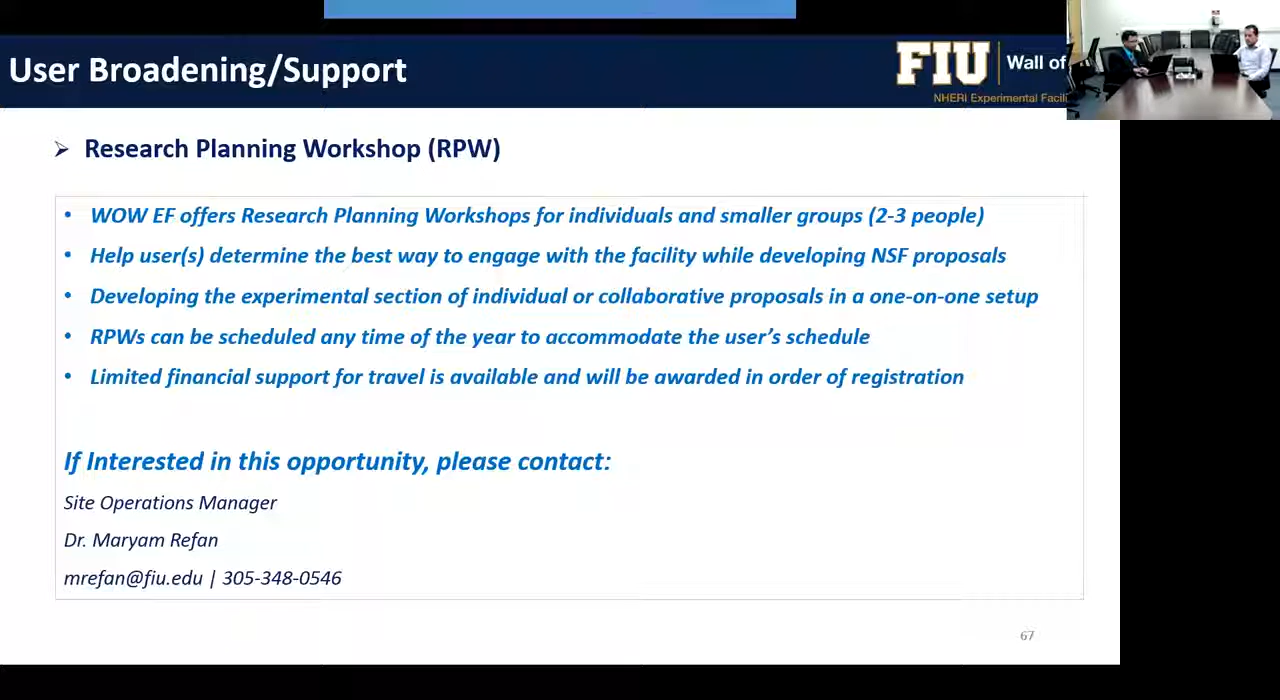 User Broadening/Support
FIU
Wall of
NHERI Experimental Facili
Research Planning Workshop (RPW)
WOW EF offers Research Planning Workshops for individuals and smaller groups (2-3 people)
Help user(s) determine the best way to engage with the facility while developing NSF proposals
Developing the experimental section of individual or collaborative proposals in a one-on-one setup
RPWs can be scheduled any time of the year to accommodate the user’s schedule
Limited financial support for travel is available and will be awarded in order of registration
If Interested in this opportunity, please contact:
Site Operations Manager
Dr. Maryam Refan
mrefan@fiu.edu | 305-348-0546
67